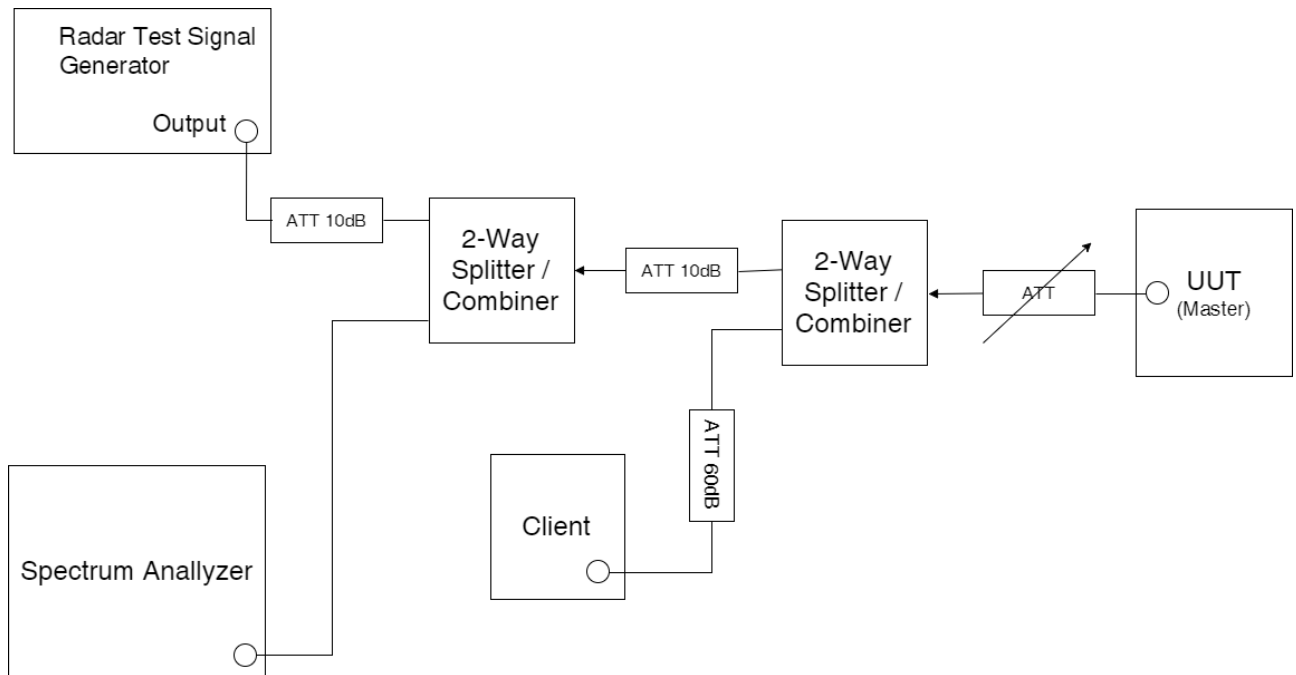 Radar Test Signal
Generator
Output
ATT 10dB
2-Way
Splitter /
Combiner
ATT 10dB
2-Way
Splitter /
Combiner
ATT
UUT
(Master)
ATT 60dB
Client
Spectrum Anallyzer